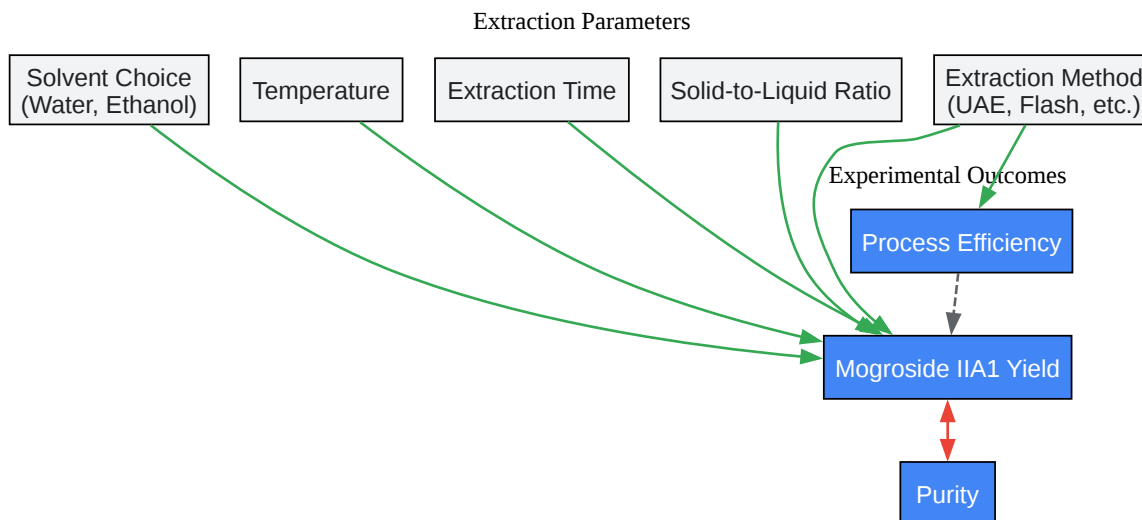 Extraction Parameters
Solvent Choice
(Water, Ethanol)
Temperature
Extraction Time
Solid-to-Liquid Ratio
Extraction Method
(UAE, Flash, etc.)
Experimental Outcomes
Process Efficiency
Mogroside IIA1 Yield
Purity